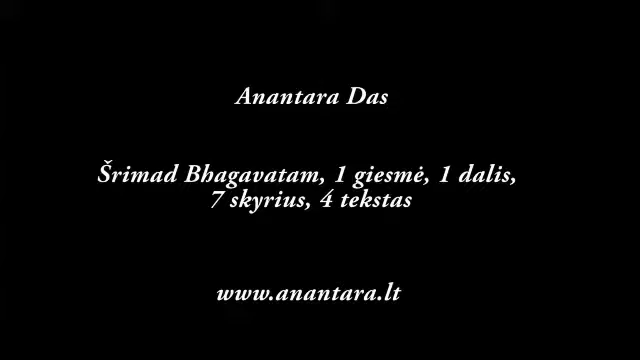 Anantara Das
Šrimad Bhagavatam, 1 giesmė, 1 dalis,
7 skyrius, 4 tekstas
www.anantara.lt